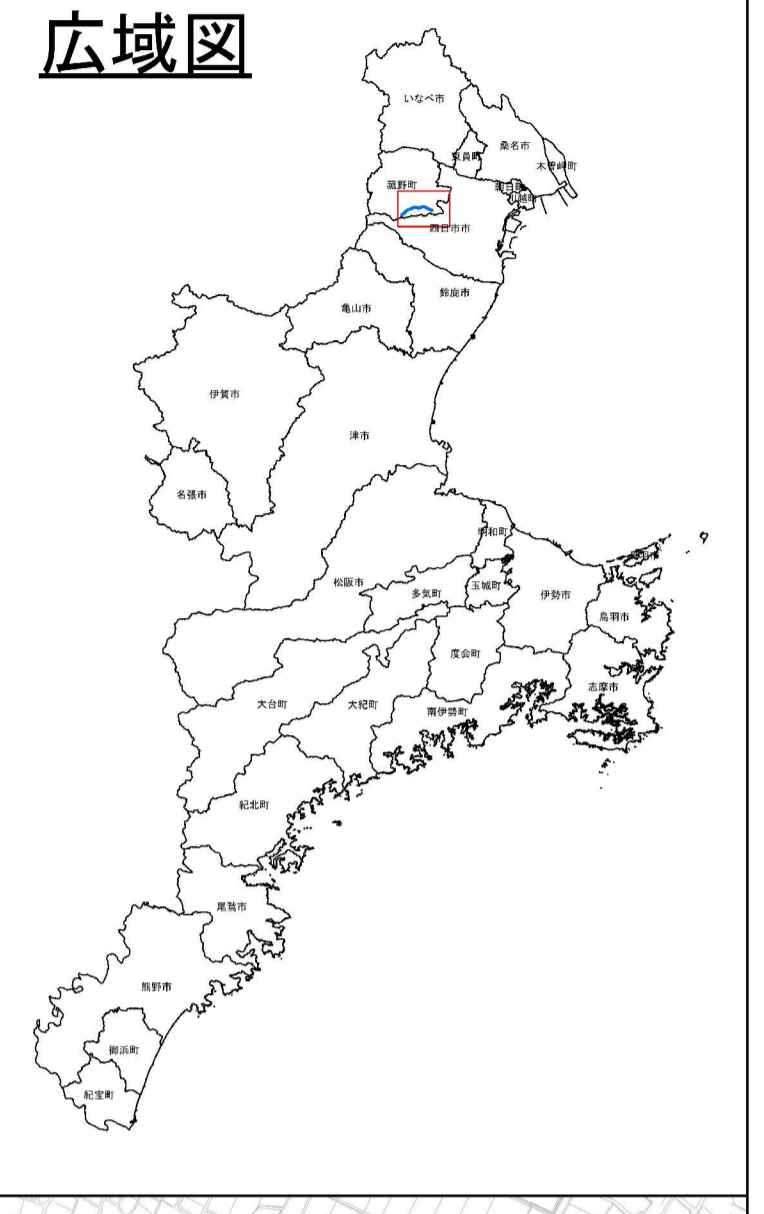 広域図
いなべ市
桑名市
東員町
木曽岬町
菰野町
朝日町
川越町
四日市市
鈴鹿市
亀山市
伊賀市
津市
名張市
明和町
松阪市
多気町
玉城町
伊勢市
鳥羽市
度会町
志摩市
大台町
大紀町
南伊勢町
紀北町
尾鷲市
熊野市
御浜町
紀宝町